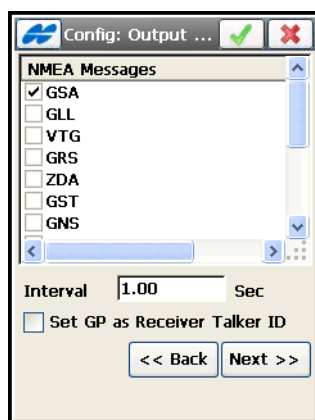 Config: Output ...
NMEA Messages
GSA
GLL
VTG
GRS
ZDA
GST
GNS
Interval 1.00 Sec
Set GP as Receiver Talker ID
<< Back Next >>